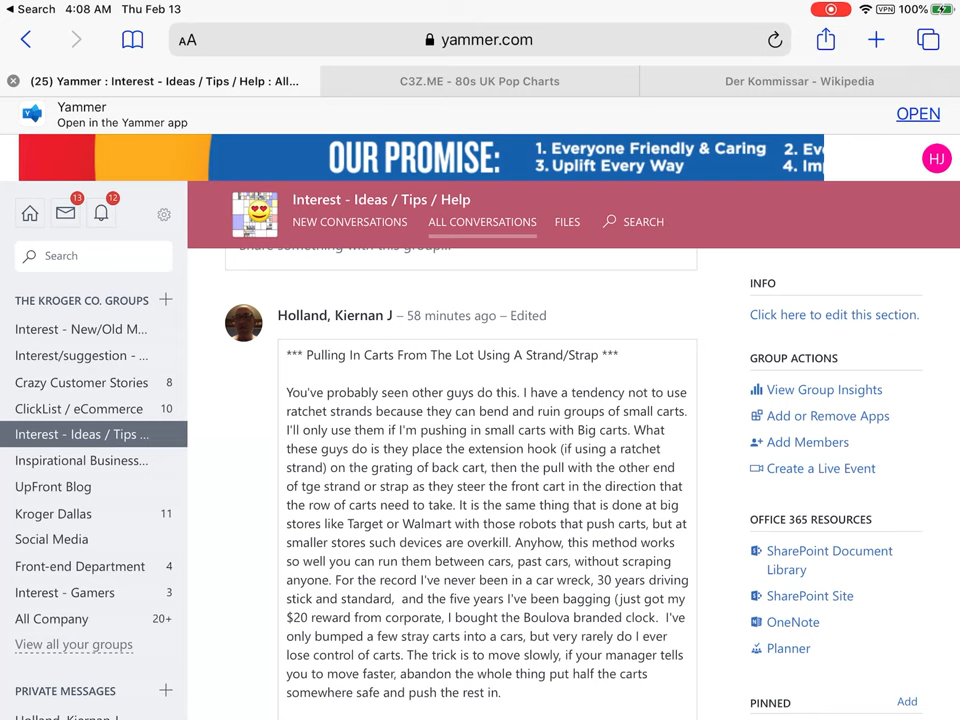 Search 4:08 AM Thu Feb 13 VPN 100%
AA yammer.com
(25) Yammer : Interest - Ideas / Tips / Help : All... C3Z.ME - 80s UK Pop Charts Der Kommissar - Wikipedia
Yammer
Open in the Yammer app
OPEN
OUR PROMISE: 1. Everyone Friendly & Caring 2. Ev
3. Uplift Every Way 4. Im
HJ
Interest - Ideas / Tips / Help
NEW CONVERSATIONS ALL CONVERSATIONS FILES SEARCH
13 12
Search
THE KROGER CO. GROUPS
Interest - New/Old M...
Interest/suggestion - ...
Crazy Customer Stories 8
ClickList / eCommerce 10
Interest - Ideas / Tips ...
Inspirational Business...
UpFront Blog
Kroger Dallas 11
Social Media
Front-end Department 4
Interest - Gamers 3
All Company 20+
View all your groups
PRIVATE MESSAGES
Holland, Kiernan J
Share something with this group...
Holland, Kiernan J – 58 minutes ago – Edited
*** Pulling In Carts From The Lot Using A Strand/Strap ***
You've probably seen other guys do this. I have a tendency not to use
ratchet strands because they can bend and ruin groups of small carts.
I'll only use them if I'm pushing in small carts with Big carts. What
these guys do is they place the extension hook (if using a ratchet
strand) on the grating of back cart, then the pull with the other end
of tge strand or strap as they steer the front cart in the direction that
the row of carts need to take. It is the same thing that is done at big
stores like Target or Walmart with those robots that push carts, but at
smaller stores such devices are overkill. Anyhow, this method works
so well you can run them between cars, past cars, without scraping
anyone. For the record I've never been in a car wreck, 30 years driving
stick and standard, and the five years I've been bagging (just got my
$20 reward from corporate, I bought the Boulova branded clock. I've
only bumped a few stray carts into a cars, but very rarely do I ever
lose control of carts. The trick is to move slowly, if your manager tells
you to move faster, abandon the whole thing put half the carts
somewhere safe and push the rest in.
INFO
Click here to edit this section.
GROUP ACTIONS
View Group Insights
Add or Remove Apps
Add Members
Create a Live Event
OFFICE 365 RESOURCES
SharePoint Document
Library
SharePoint Site
OneNote
Planner
PINNED Add